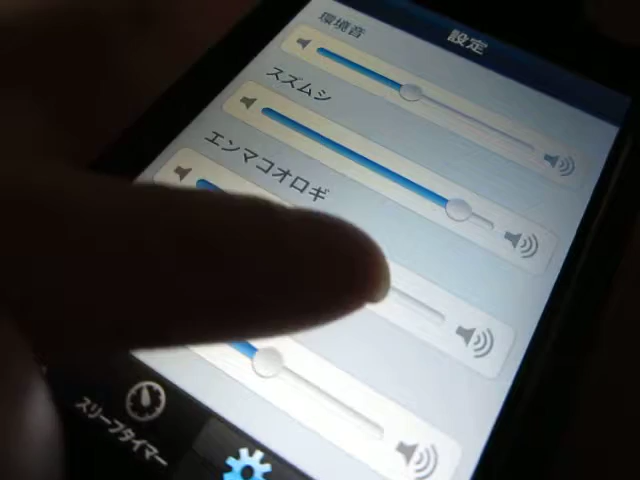 設定
環境音
スズムシ
エンマコオロギ
スリープタイマー